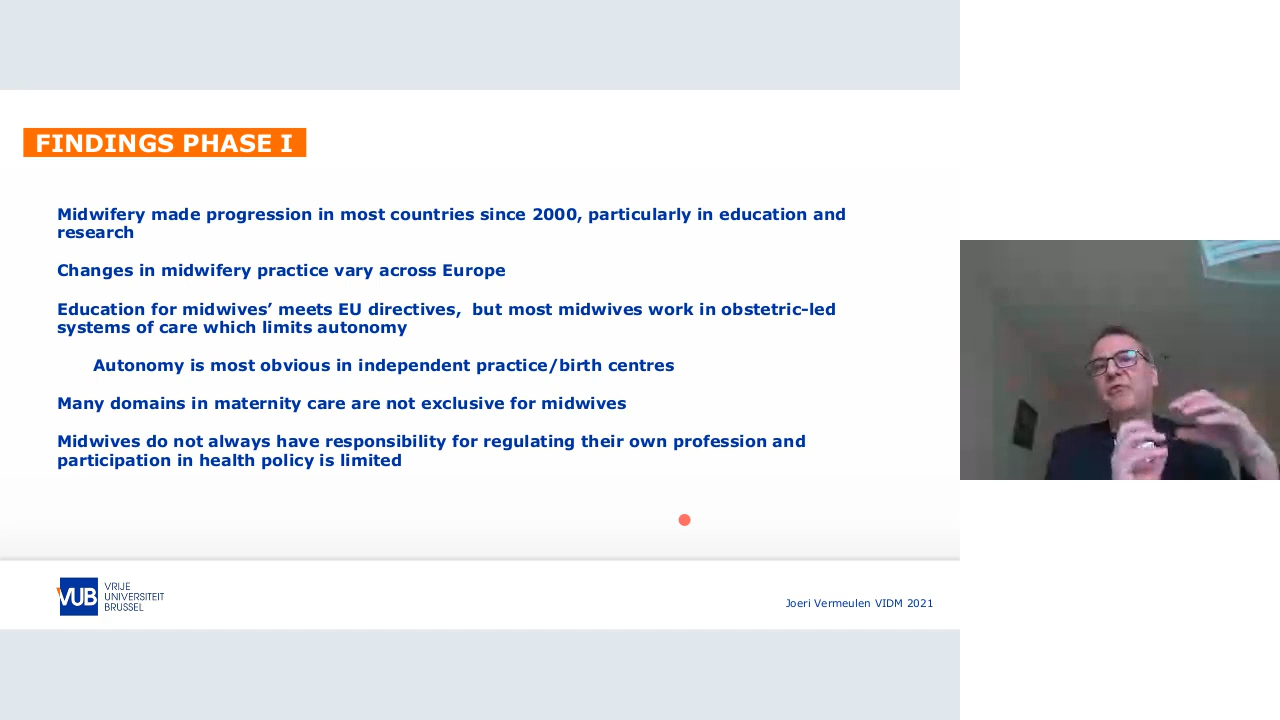 FINDINGS PHASE I
Midwifery made progression in most countries since 2000, particularly in education and
research
Changes in midwifery practice vary across Europe
Education for midwives’ meets EU directives,  but most midwives work in obstetric-led
systems of care which limits autonomy
Autonomy is most obvious in independent practice/birth centres
Many domains in maternity care are not exclusive for midwives
Midwives do not always have responsibility for regulating their own profession and
participation in health policy is limited
VUB
VRIJE
UNIVERSITEIT
BRUSSEL
Joeri Vermeulen VIDM 2021